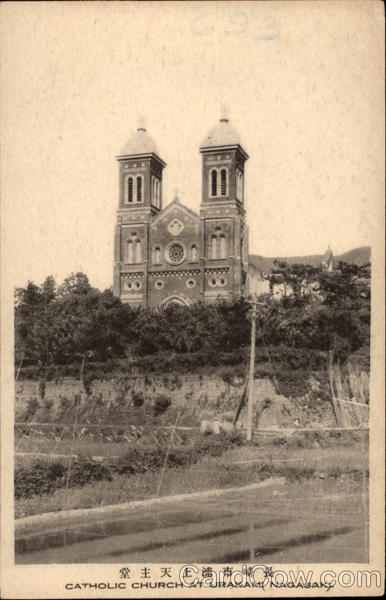 長崎市浦上天主堂
CATHOLIC CHURCH AT URAKAMI, NAGASAKI.
© CardCow.com